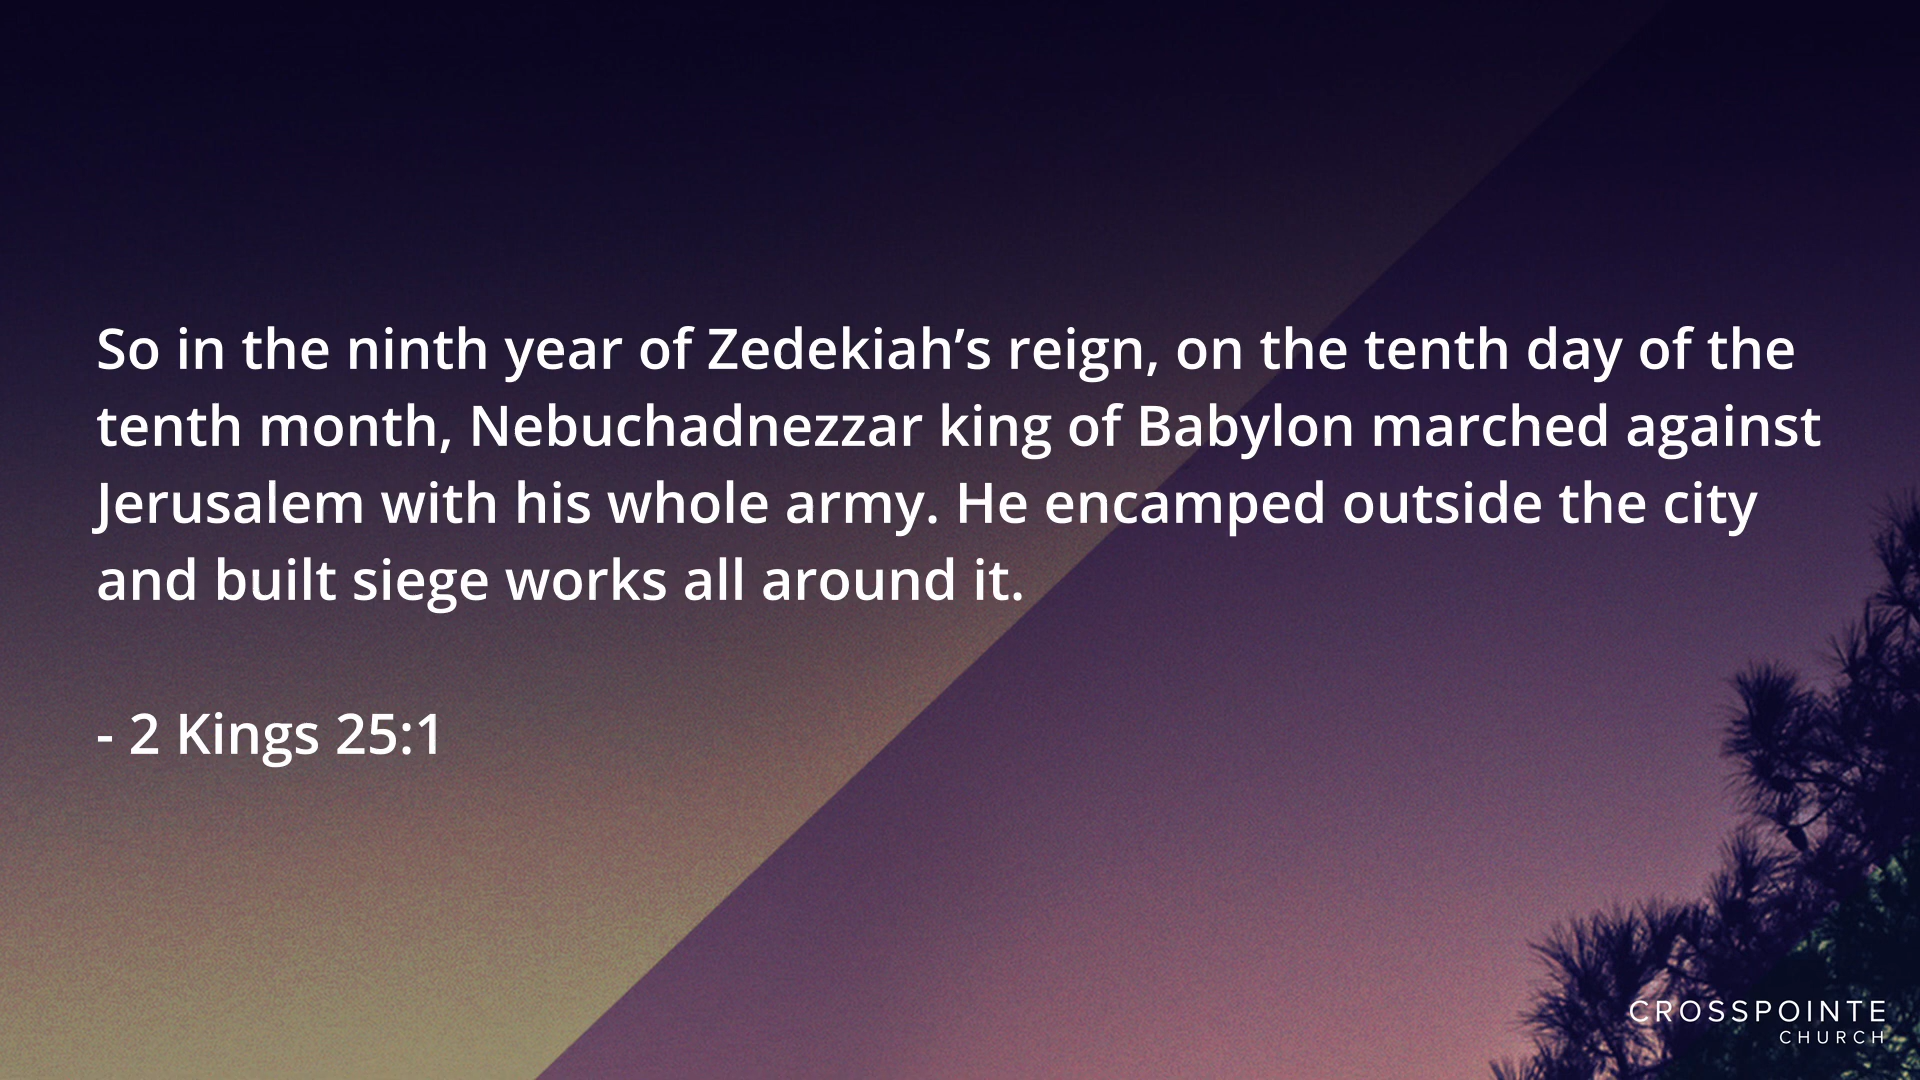 So in the ninth year of Zedekiah’s reign, on the tenth day of the
tenth month, Nebuchadnezzar king of Babylon marched against
Jerusalem with his whole army. He encamped outside the city
and built siege works all around it.
- 2 Kings 25:1
CROSSPOINTE
CHURCH